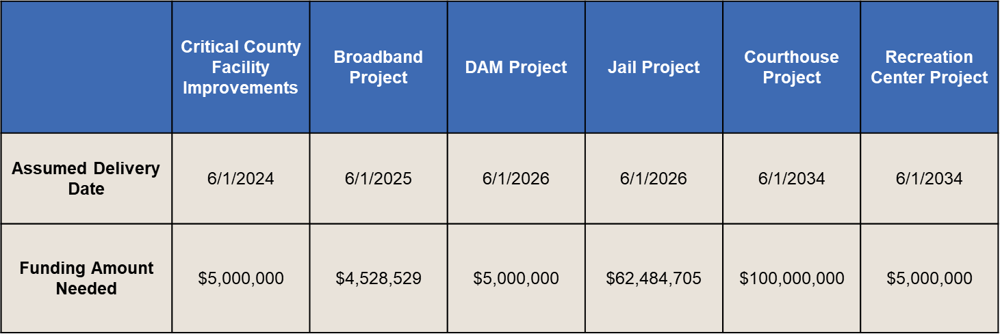 Critical County
Facility
Improvements
Broadband
Project
DAM Project
Jail Project
Courthouse
Project
Recreation
Center Project
Assumed Delivery
Date
6/1/2024
6/1/2025
6/1/2026
6/1/2026
6/1/2034
6/1/2034
Funding Amount
Needed
$5,000,000
$4,528,529
$5,000,000
$62,484,705
$100,000,000
$5,000,000